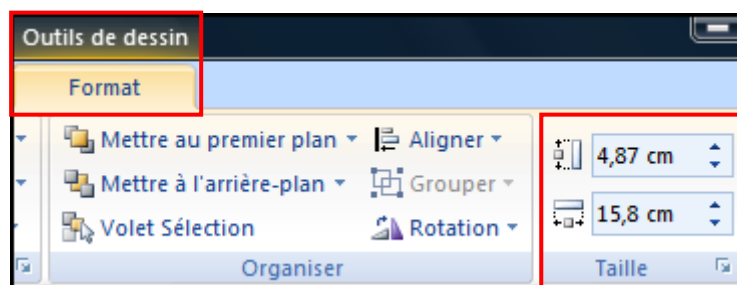 Outils de dessin
Format
Mettre au premier plan Aligner
4,87 cm
Mettre à l'arrière-plan Grouper
15,8 cm
Volet Sélection Rotation
Organiser Taille